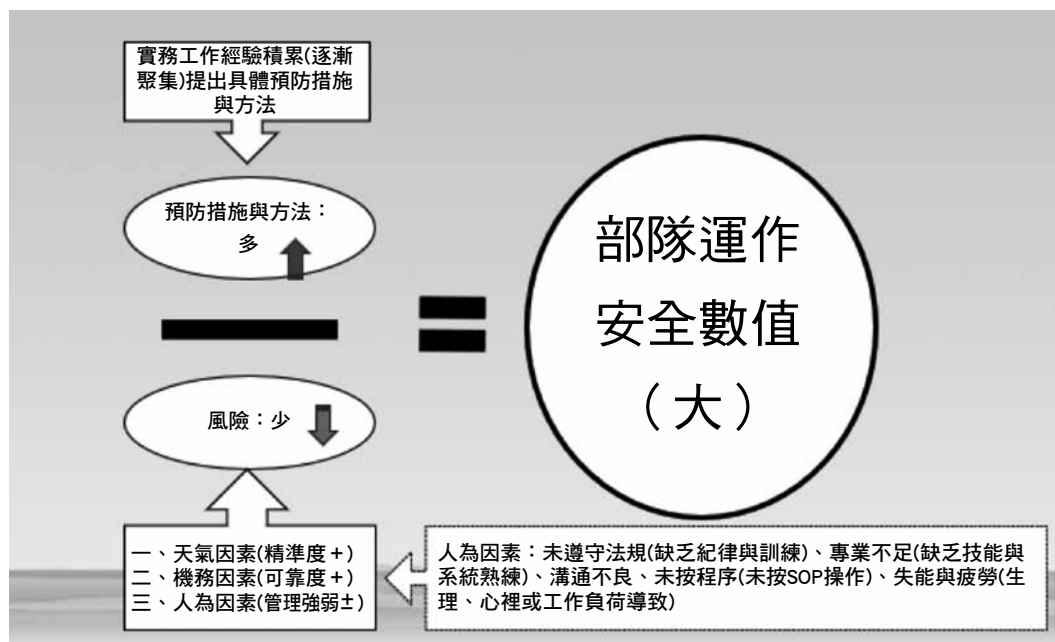 實務工作經驗積累(逐漸
聚集)提出具體預防措施
與方法
預防措施與方法：
多
風險：少
部隊運作
安全數值
（大）
一、天氣因素(精準度+)
二、機務因素(可靠度+)
三、人為因素(管理強弱±)
人為因素：未遵守法規(缺乏紀律與訓練)、專業不足(缺乏技能與
系統熟練)、溝通不良、未按程序(未按SOP操作)、失能與疲勞(生
理、心裡或工作負荷導致)